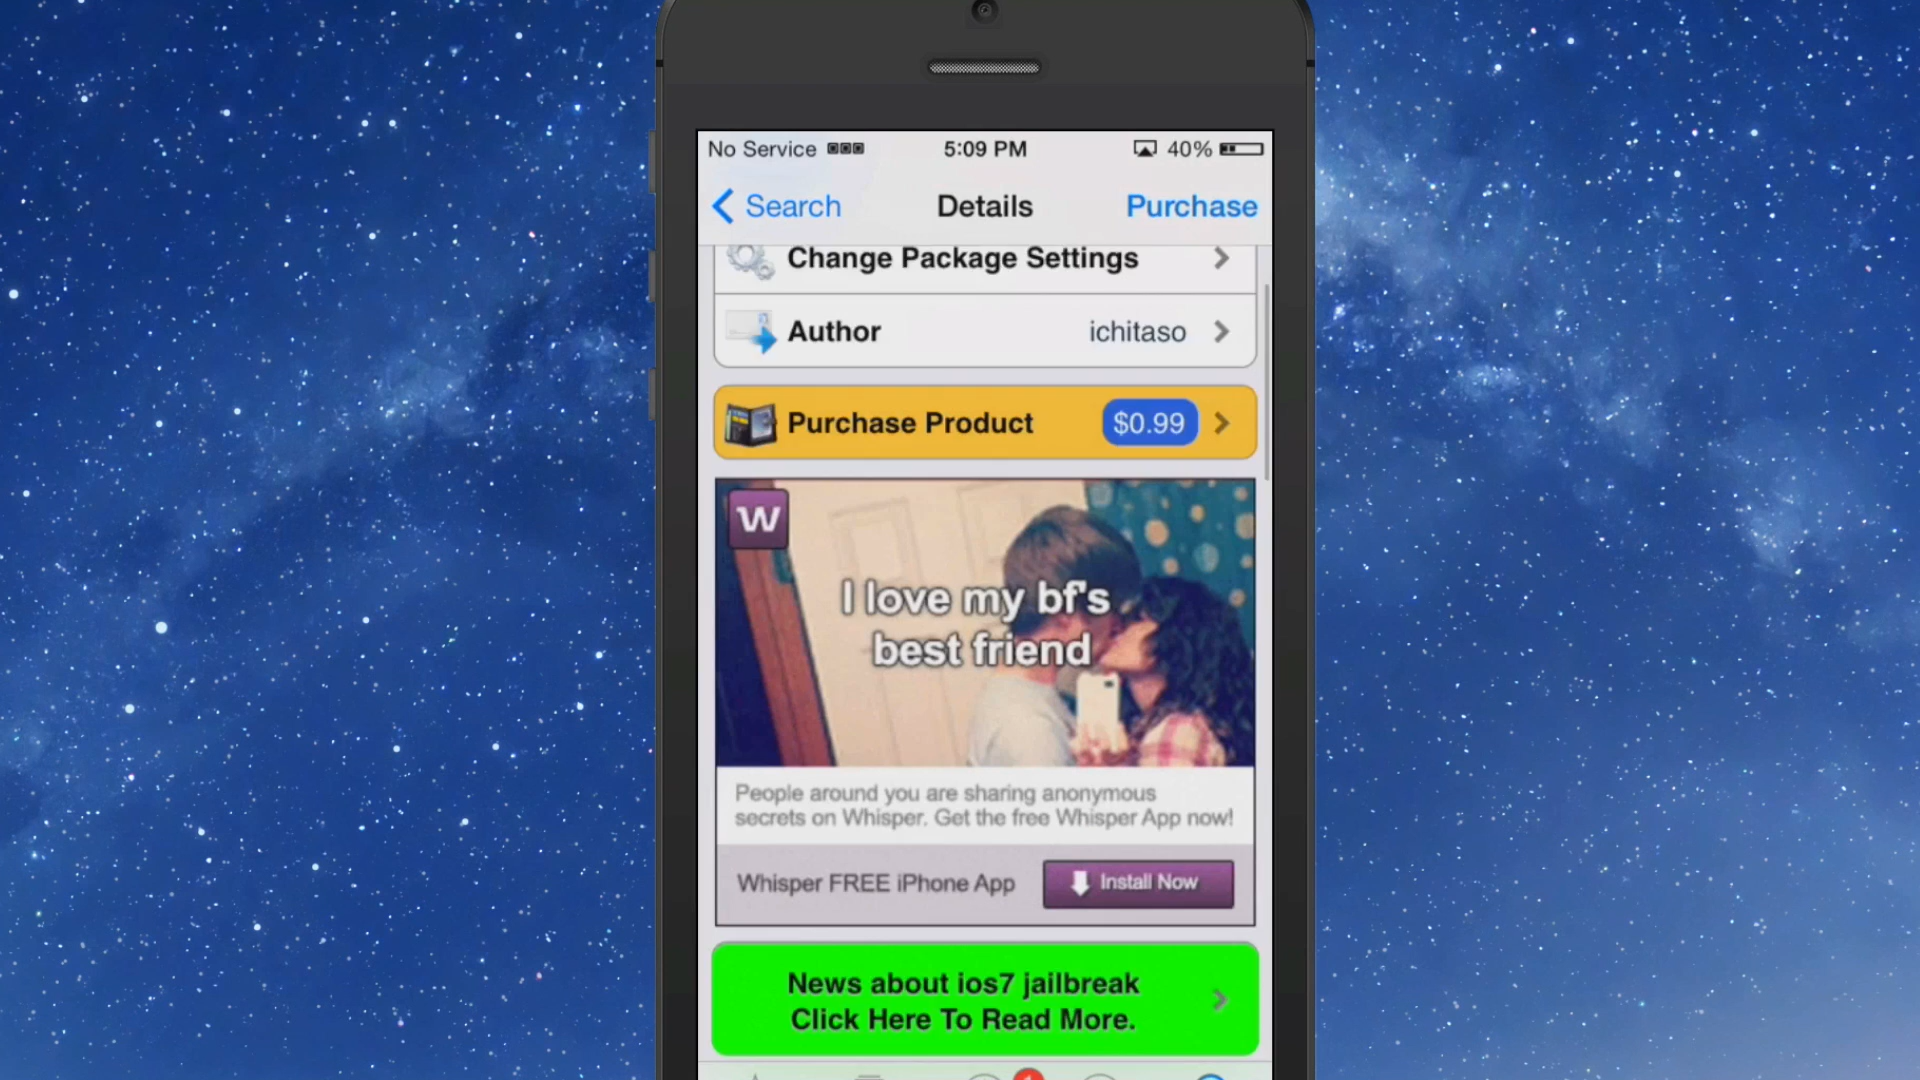 No Service
5:09 PM
40%
Search
Details
Purchase
Change Package Settings
Author
ichitaso
Purchase Product
$0.99
W
I love my bf's
best friend
People around you are sharing anonymous
secrets on Whisper. Get the free Whisper App now!
Whisper FREE iPhone App
Install Now
News about ios7 jailbreak
Click Here To Read More.